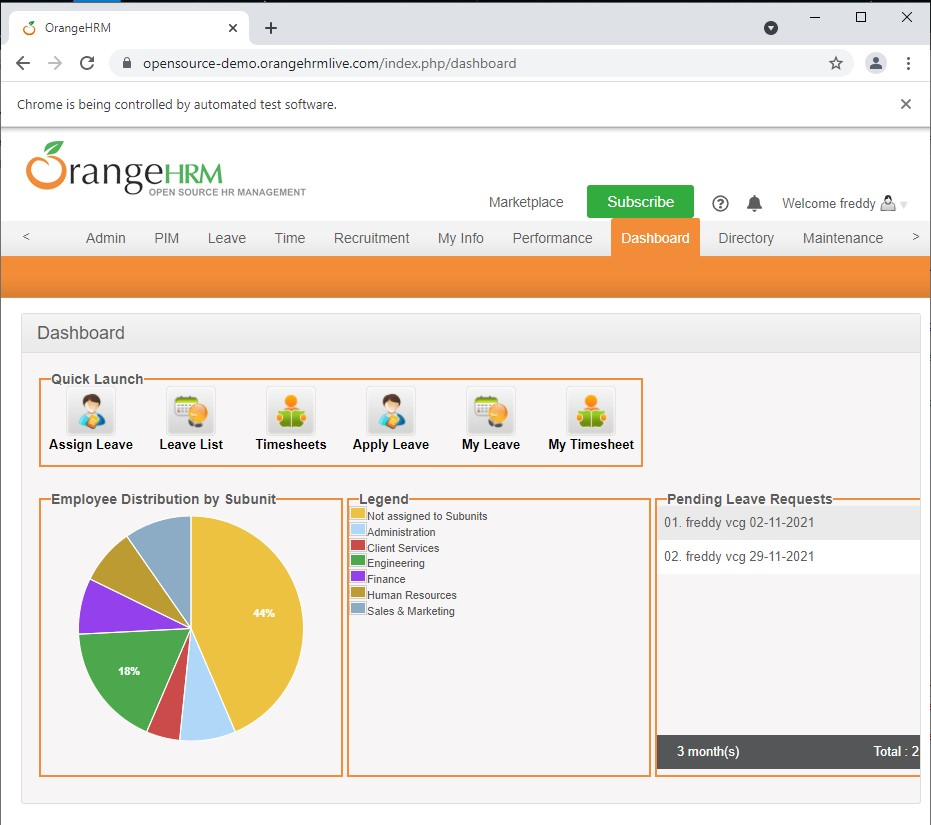 OrangeHRM
opensource-demo.orangehrmlive.com/index.php/dashboard
Chrome is being controlled by automated test software.
OrangeHRM
OPEN SOURCE HR MANAGEMENT
Marketplace Subscribe ? Welcome freddy
< Admin PIM Leave Time Recruitment My Info Performance Dashboard Directory Maintenance >
Dashboard
Quick Launch
Assign Leave Leave List Timesheets Apply Leave My Leave My Timesheet
Employee Distribution by Subunit
44%
18%
Legend
Not assigned to Subunits
Administration
Client Services
Engineering
Finance
Human Resources
Sales & Marketing
Pending Leave Requests
01. freddy vcg 02-11-2021
02. freddy vcg 29-11-2021
3 month(s) Total : 2